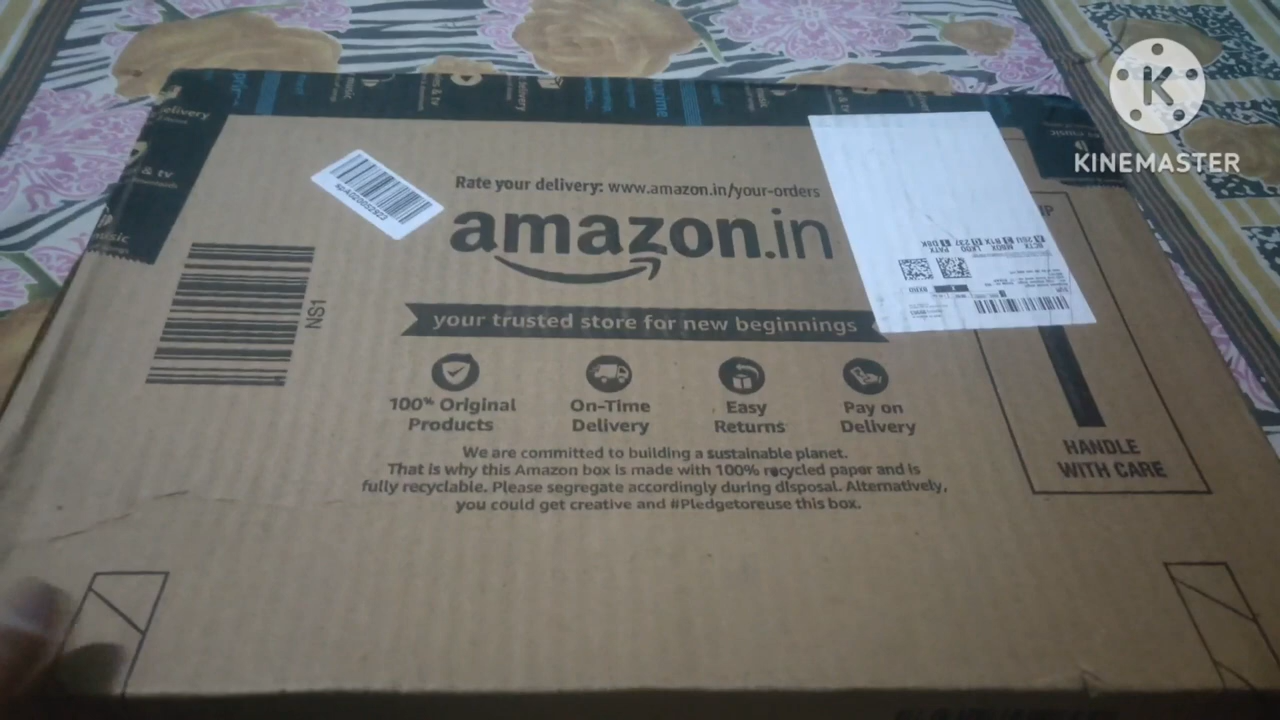 KINEMASTER
Rate your delivery: www.amazon.in/your-orders
amazon.in
NS1
your trusted store for new beginnings
100% Original Products
On-Time Delivery
Easy Returns
Pay on Delivery
HANDLE
WITH CARE
We are committed to building a sustainable planet.
That is why this Amazon box is made with 100% recycled paper and is
fully recyclable. Please segregate accordingly during disposal. Alternatively,
you could get creative and #Pledgetoreuse this box.